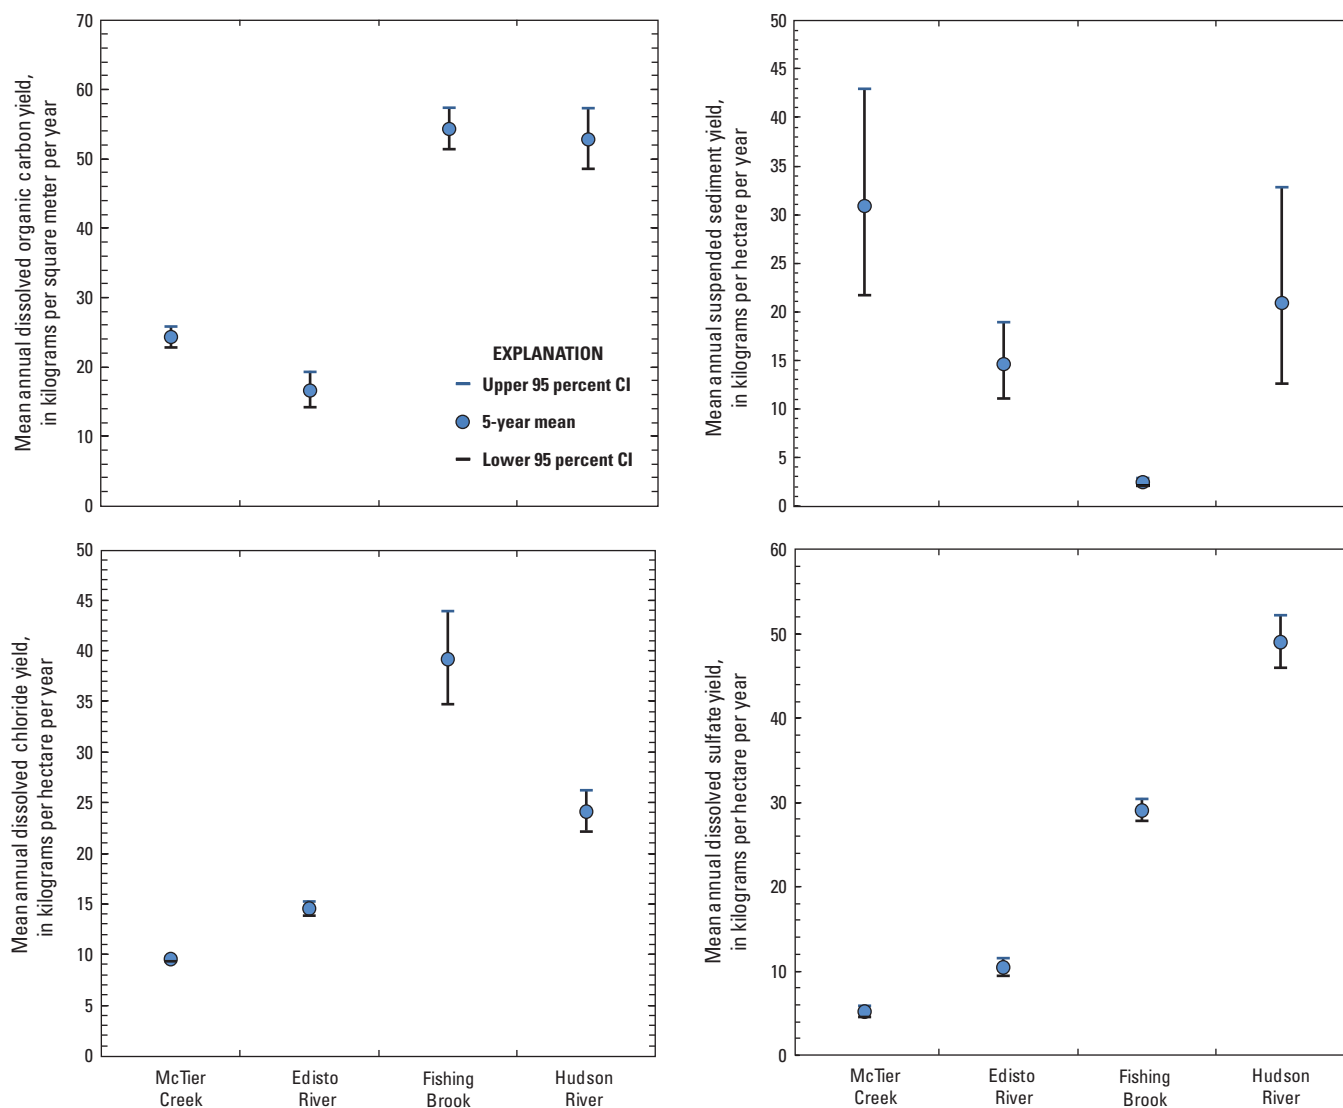 Mean annual dissolved organic carbon yield,
in kilograms per square meter per year
70
60
50
40
30
20
10
0
EXPLANATION
Upper 95 percent CI
5-year mean
Lower 95 percent CI
Mean annual suspended sediment yield,
in kilograms per hectare per year
50
45
40
35
30
25
20
15
10
5
0
Mean annual dissolved chloride yield,
in kilograms per hectare per year
50
45
40
35
30
25
20
15
10
5
0
McTier
Creek
Edisto
River
Fishing
Brook
Hudson
River
Mean annual dissolved sulfate yield,
in kilograms per hectare per year
60
50
40
30
20
10
0
McTier
Creek
Edisto
River
Fishing
Brook
Hudson
River